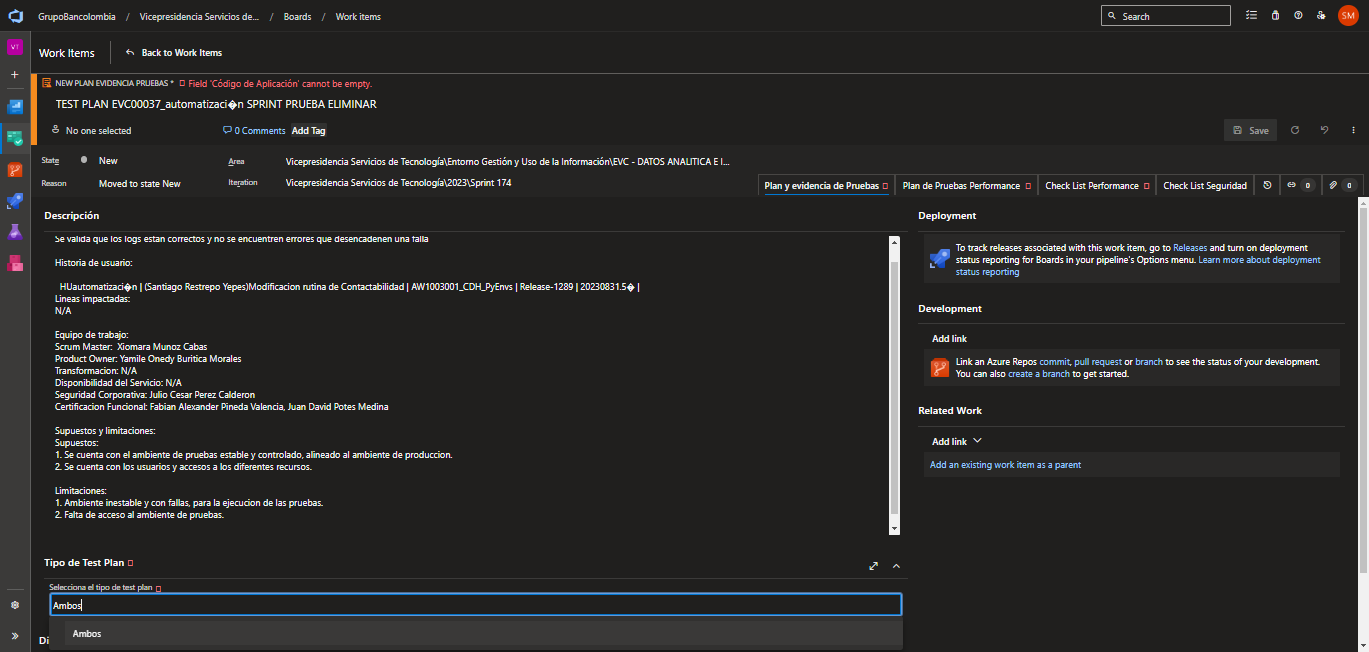 GrupoBancolombia / Vicepresidencia Servicios de... / Boards / Work items
Search
SM
VT
Work Items
Back to Work Items
NEW PLAN EVIDENCIA PRUEBAS * Field 'Código de Aplicación' cannot be empty.
TEST PLAN EVC00037_automatizaci�n SPRINT PRUEBA ELIMINAR
No one selected
0 Comments
Add Tag
Save
State
New
Area
Vicepresidencia Servicios de Tecnología\Entorno Gestión y Uso de la Información\EVC - DATOS ANALITICA E I...
Reason
Moved to state New
Iteration
Vicepresidencia Servicios de Tecnología\2023\Sprint 174
Plan y evidencia de Pruebas
Plan de Pruebas Performance
Check List Performance
Check List Seguridad
0
0
Descripción
Se valida que los logs estan correctos y no se encuentren errores que desencadenen una falla
Historia de usuario:
HUautomatizaci�n | (Santiago Restrepo Yepes)Modificacion rutina de Contactabilidad | AW1003001_CDH_PyEnvs | Release-1289 | 20230831.5� |
Lineas impactadas:
N/A
Equipo de trabajo:
Scrum Master: Xiomara Munoz Cabas
Product Owner: Yamile Onedy Buritica Morales
Transformacion: N/A
Disponibilidad del Servicio: N/A
Seguridad Corporativa: Julio Cesar Perez Calderon
Certificacion Funcional: Fabian Alexander Pineda Valencia, Juan David Potes Medina
Supuestos y limitaciones:
Supuestos:
1. Se cuenta con el ambiente de pruebas estable y controlado, alineado al ambiente de produccion.
2. Se cuenta con los usuarios y accesos a los diferentes recursos.
Limitaciones:
1. Ambiente inestable y con fallas, para la ejecucion de las pruebas.
2. Falta de acceso al ambiente de pruebas.
Tipo de Test Plan
Selecciona el tipo de test plan
Ambos
Ambos
Di
Deployment
To track releases associated with this work item, go to Releases and turn on deployment
status reporting for Boards in your pipeline's Options menu. Learn more about deployment
status reporting
Development
Add link
Link an Azure Repos commit, pull request or branch to see the status of your development.
You can also create a branch to get started.
Related Work
Add link
Add an existing work item as a parent